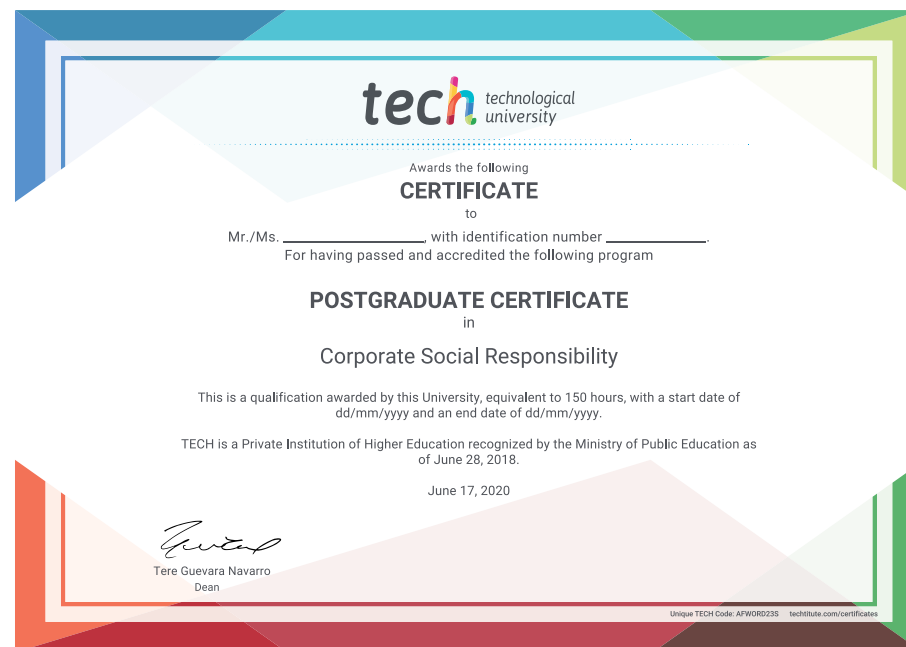 tech technological
university
Awards the following
CERTIFICATE
to
Mr./Ms. ____________, with identification number ____________.
For having passed and accredited the following program
POSTGRADUATE CERTIFICATE
in
Corporate Social Responsibility
This is a qualification awarded by this University, equivalent to 150 hours, with a start date of
dd/mm/yyyy and an end date of dd/mm/yyyy.
TECH is a Private Institution of Higher Education recognized by the Ministry of Public Education as
of June 28, 2018.
June 17, 2020
Tere Guevara Navarro
Dean
Unique TECH Code: AFWORD23S techtitute.com/certificates